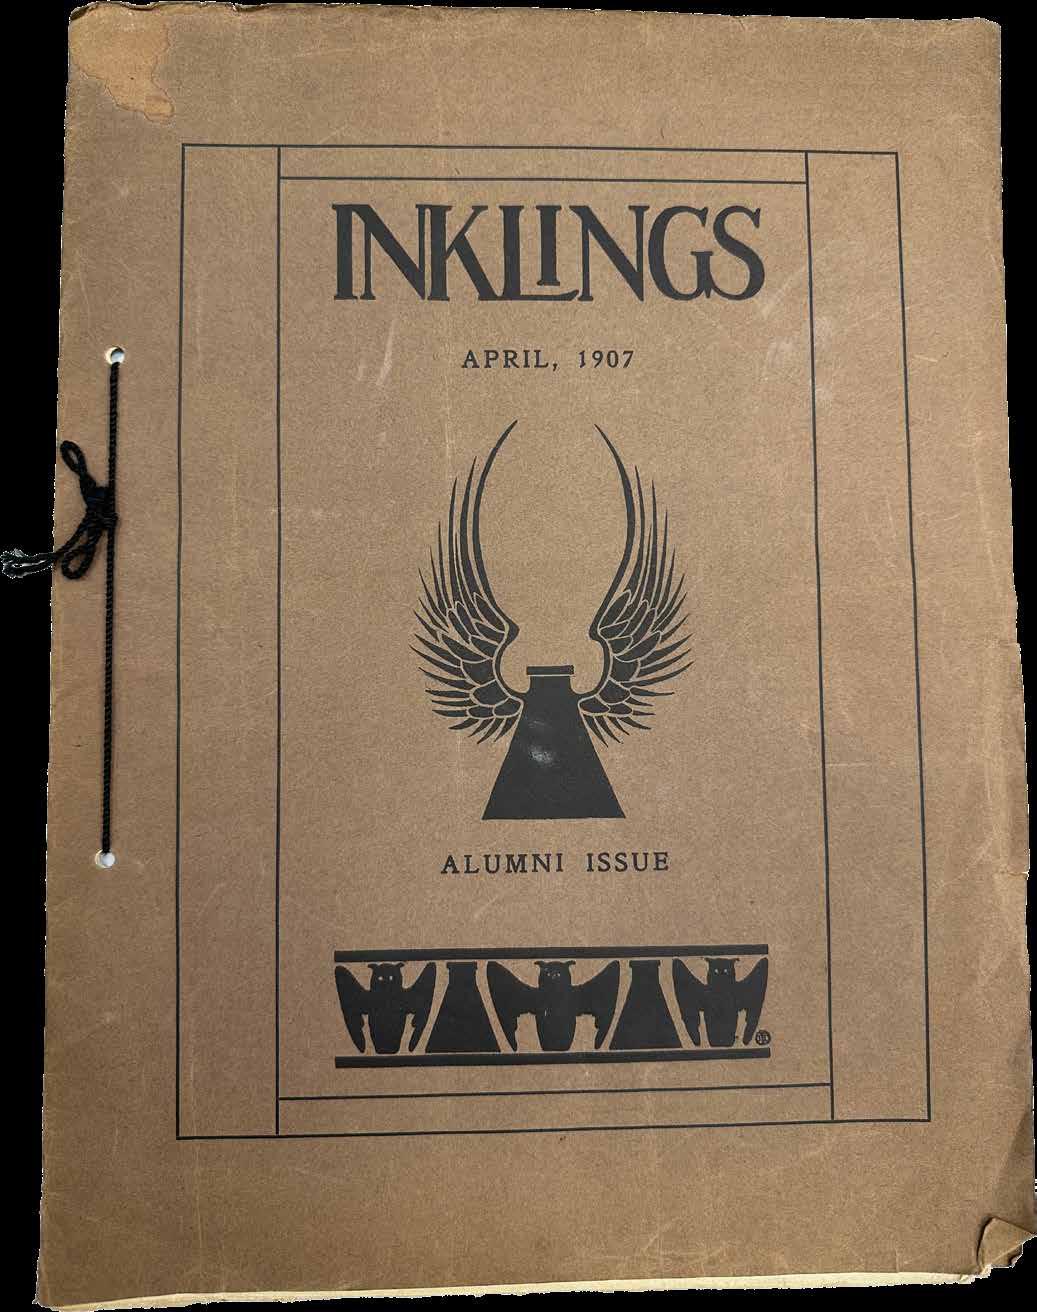 INKLINGS
APRIL, 1907
ALUMNI ISSUE